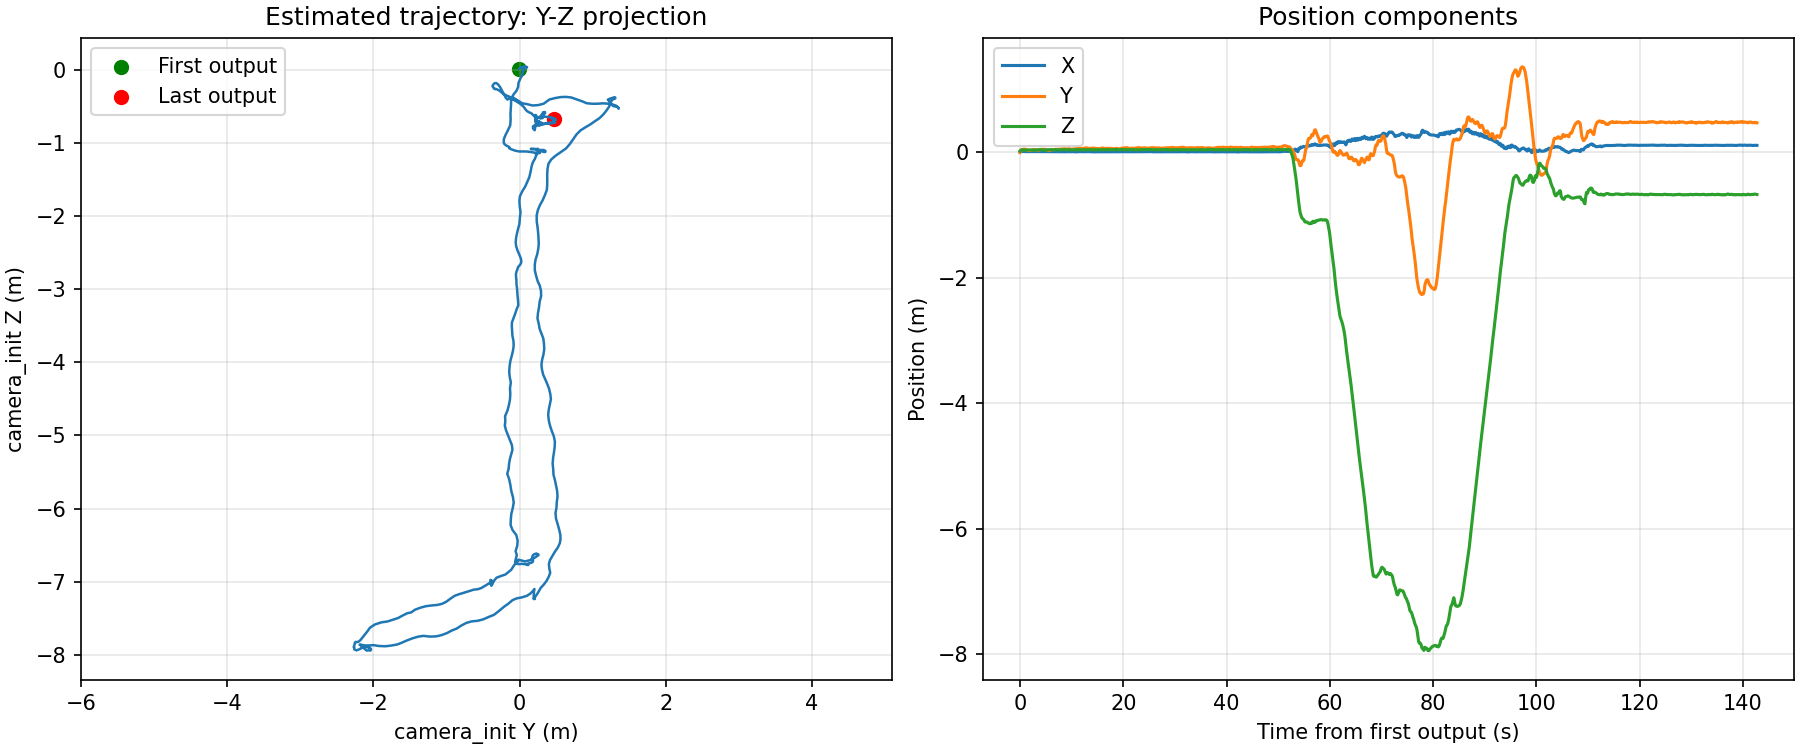 Estimated trajectory: Y-Z projection
First output
Last output
0
−1
−2
−3
−4
−5
−6
−7
−8
camera_init Z (m)
−6
−4
−2
0
2
4
camera_init Y (m)
Position components
X
Y
Z
0
−2
−4
−6
−8
Position (m)
0
20
40
60
80
100
120
140
Time from first output (s)